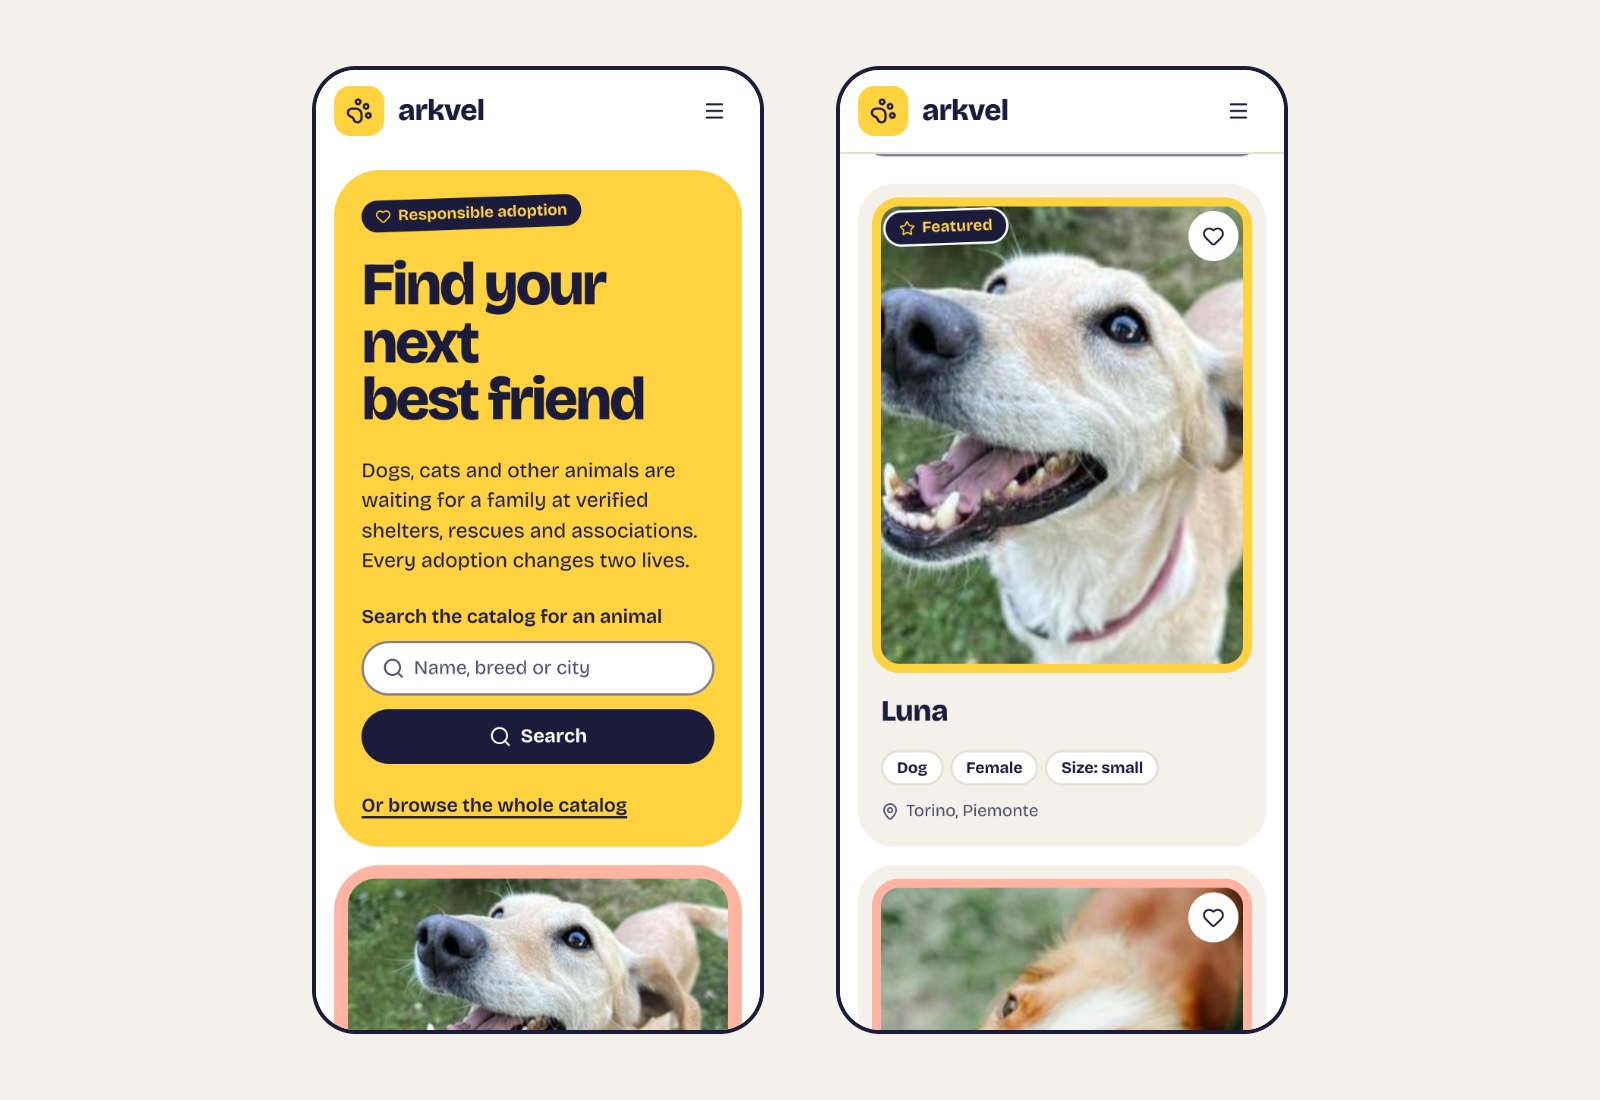 arkvel
Responsible adoption
Find your
next
best friend
Dogs, cats and other animals are
waiting for a family at verified
shelters, rescues and associations.
Every adoption changes two lives.
Search the catalog for an animal
Name, breed or city
Search
Or browse the whole catalog
arkvel
Featured
Luna
Dog
Female
Size: small
Torino, Piemonte